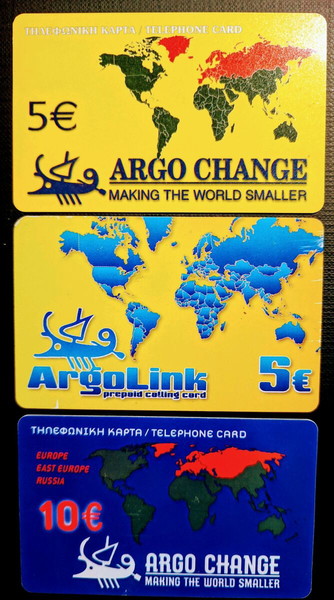 ΤΗΛΕΦΩΝΙΚΗ ΚΑΡΤΑ / TELEPHONE CARD
5€
ARGO CHANGE
MAKING THE WORLD SMALLER
ArgoLink
prepaid calling card
5€
ΤΗΛΕΦΩΝΙΚΗ ΚΑΡΤΑ / TELEPHONE CARD
EUROPE
EAST EUROPE
RUSSIA
10€
ARGO CHANGE
MAKING THE WORLD SMALLER